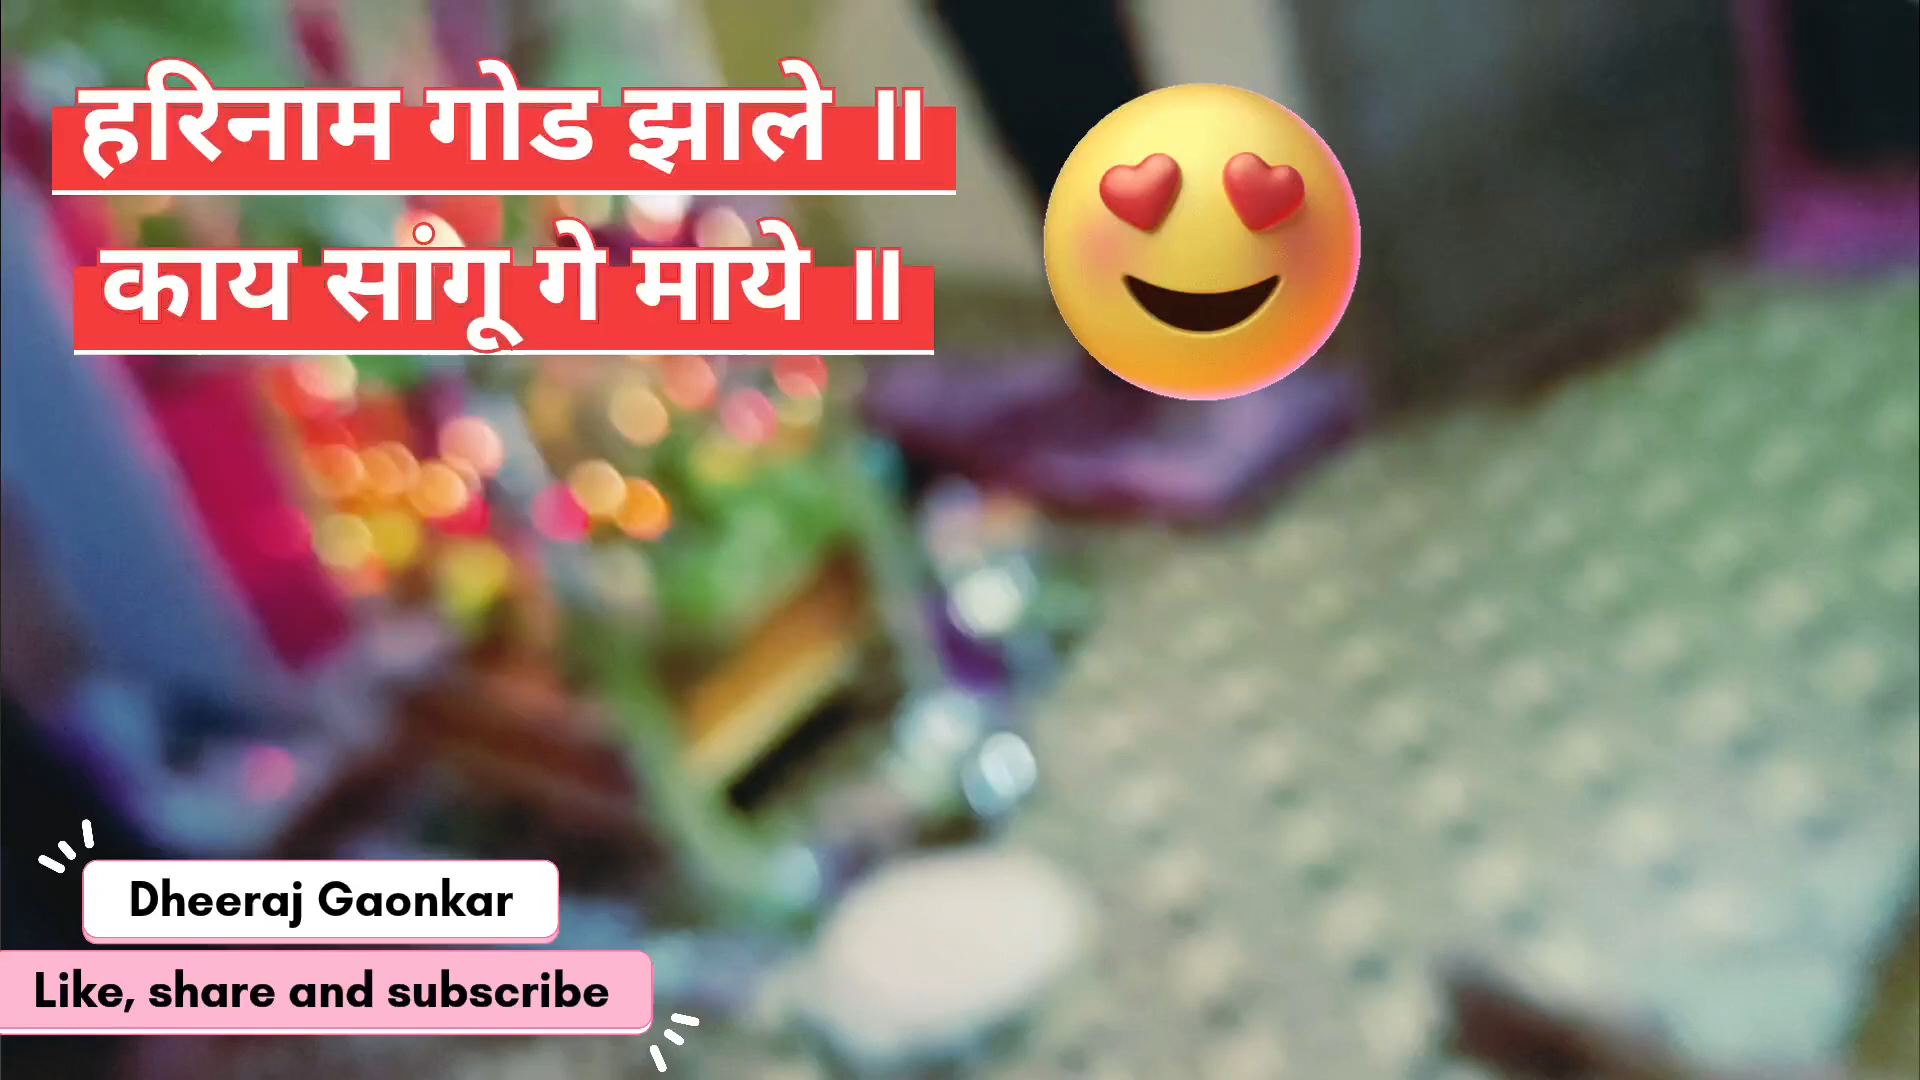 हरिनाम गोड झाले ॥
काय सांगू गे माये ॥
Dheeraj Gaonkar
Like, share and subscribe